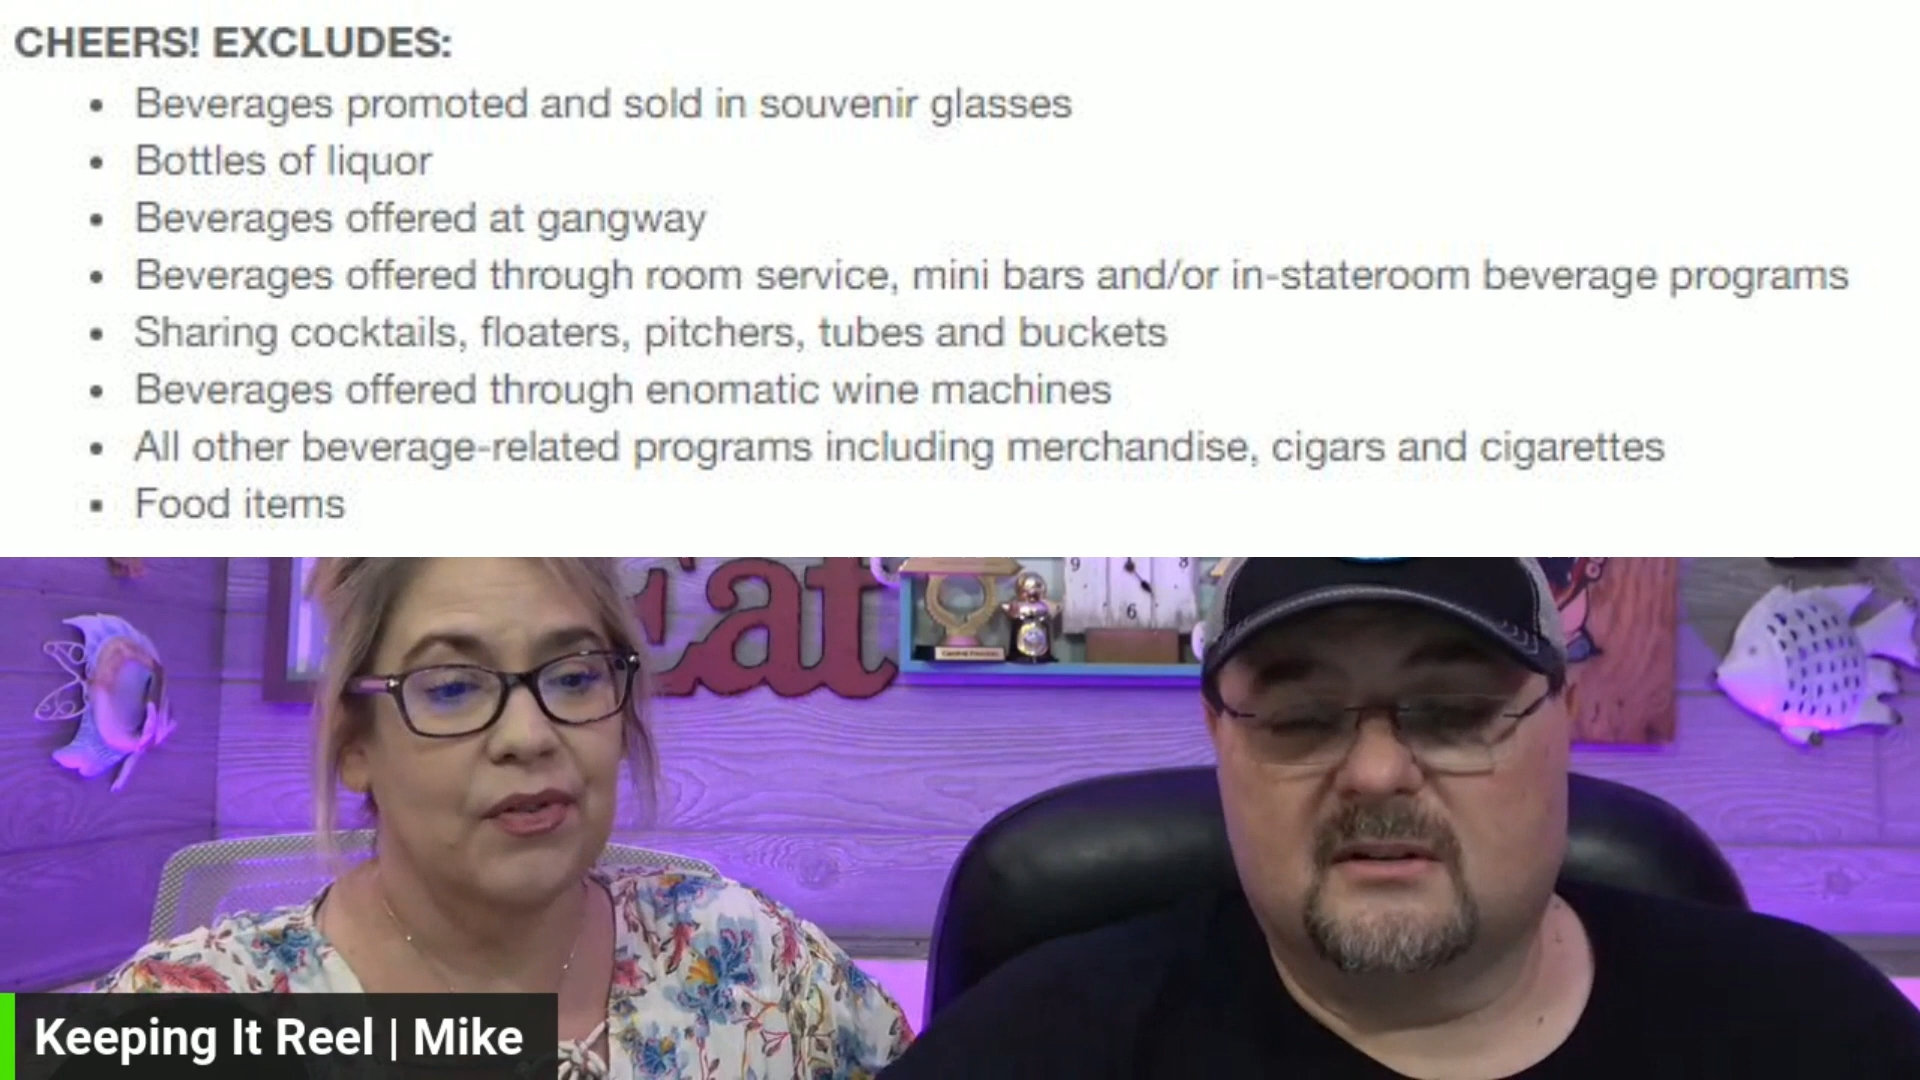 CHEERS! EXCLUDES:
• Beverages promoted and sold in souvenir glasses
• Bottles of liquor
• Beverages offered at gangway
• Beverages offered through room service, mini bars and/or in-stateroom beverage programs
• Sharing cocktails, floaters, pitchers, tubes and buckets
• Beverages offered through enomatic wine machines
• All other beverage-related programs including merchandise, cigars and cigarettes
• Food items
Eat
9
6
Keeping It Reel | Mike